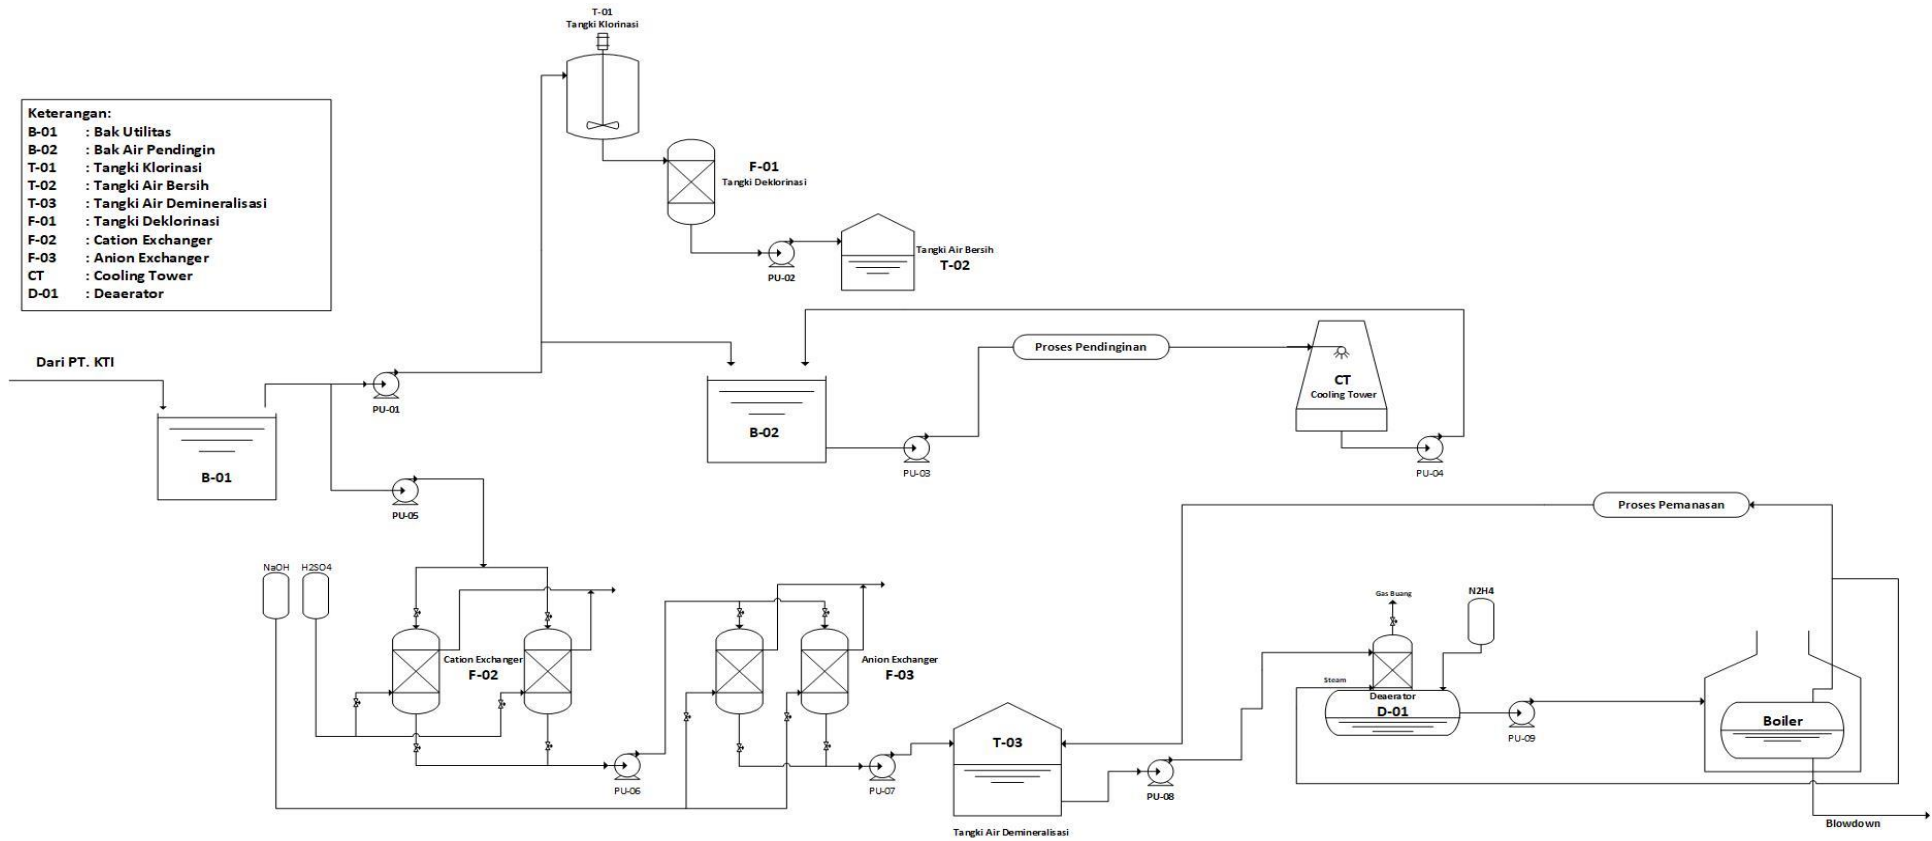 T-01
Tangki Klorinasi
Keterangan:
B-01 : Bak Utilitas
B-02 : Bak Air Pendingin
T-01 : Tangki Klorinasi
T-02 : Tangki Air Bersih
T-03 : Tangki Air Demineralisasi
F-01 : Tangki Deklorinasi
F-02 : Cation Exchanger
F-03 : Anion Exchanger
CT : Cooling Tower
D-01 : Deaerator
F-01
Tangki Deklorinasi
PU-02
Tangki Air Bersih
T-02
Dari PT. KTI
B-01
PU-01
B-02
PU-03
Proses Pendinginan
CT
Cooling Tower
PU-04
PU-05
Proses Pemanasan
NaOH
H2SO4
Cation Exchanger
F-02
PU-06
Anion Exchanger
F-03
PU-07
T-03
Tangki Air Demineralisasi
PU-08
Gas Buang
N2H4
Steam
Deaerator
D-01
PU-09
Boiler
Blowdown